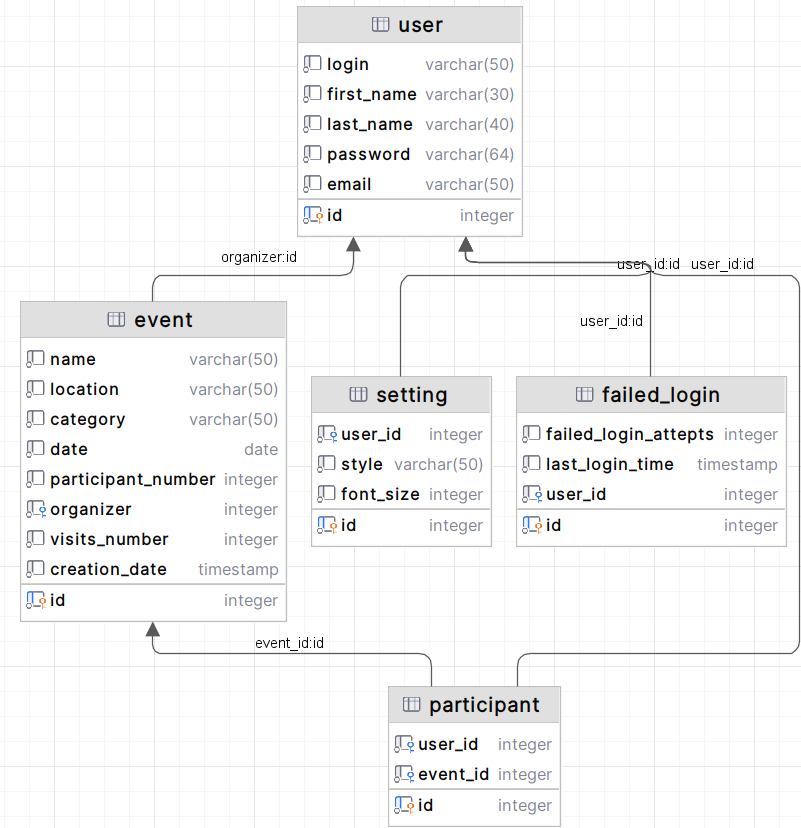 user
login varchar(50)
first_name varchar(30)
last_name varchar(40)
password varchar(64)
email varchar(50)
id integer
organizer:id
user_id:id user_id:id
user_id:id
event
name varchar(50)
location varchar(50)
category varchar(50)
date date
participant_number integer
organizer integer
visits_number integer
creation_date timestamp
id integer
setting
user_id integer
style varchar(50)
font_size integer
id integer
failed_login
failed_login_attepts integer
last_login_time timestamp
user_id integer
id integer
event_id:id
participant
user_id integer
event_id integer
id integer